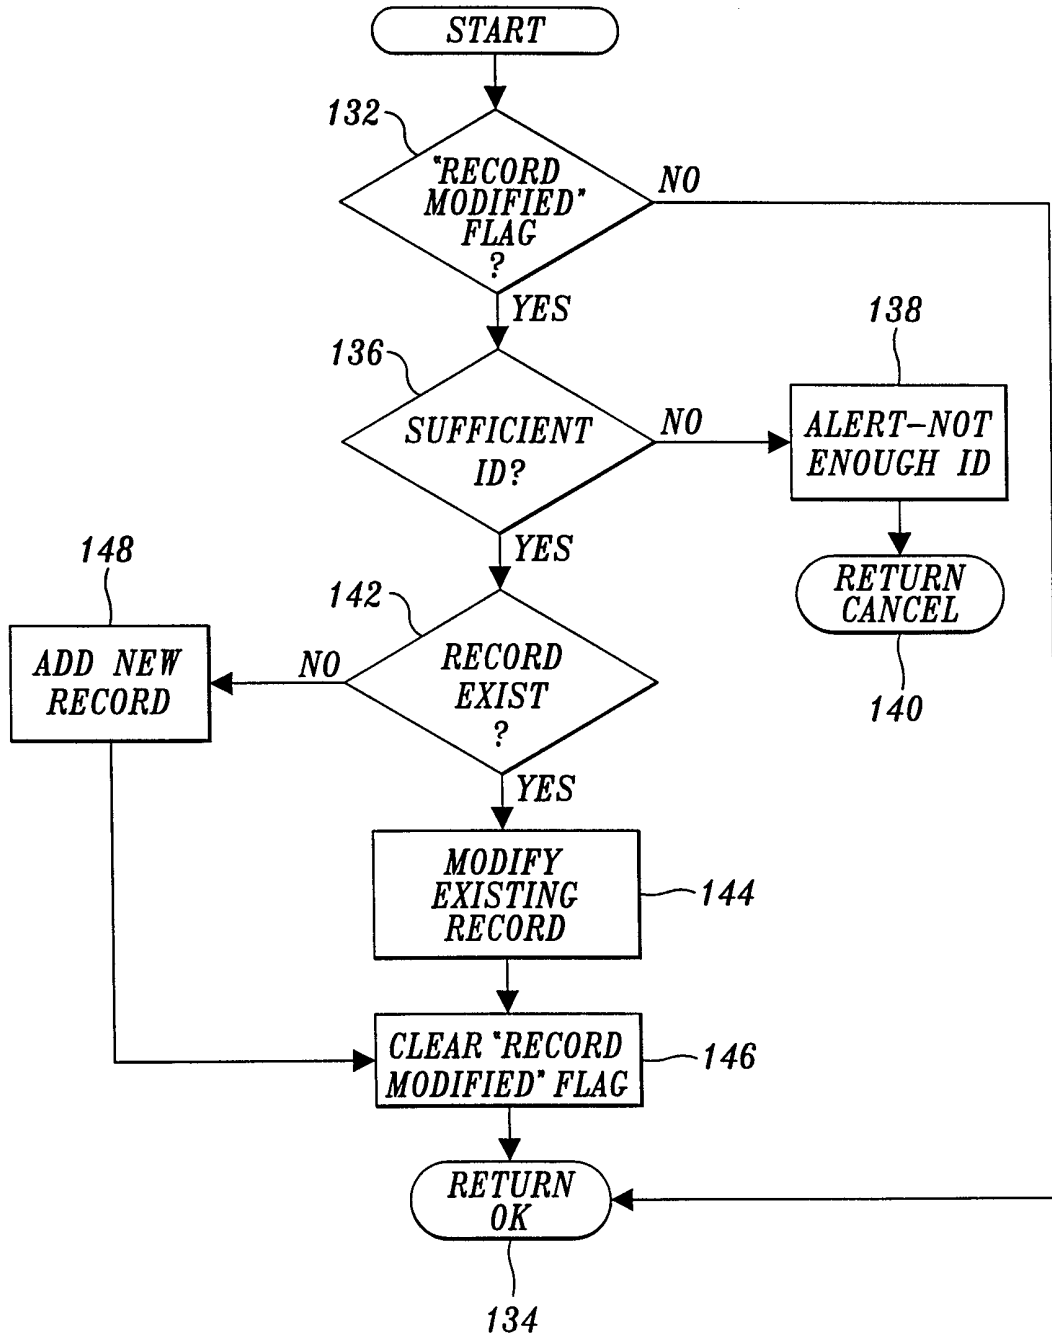 START
132
"RECORD
MODIFIED"
FLAG
?
NO
YES
136
SUFFICIENT
ID?
NO
138
ALERT-NOT
ENOUGH ID
RETURN
CANCEL
140
YES
142
RECORD
EXIST
?
NO
148
ADD NEW
RECORD
YES
MODIFY
EXISTING
RECORD
144
CLEAR "RECORD
MODIFIED" FLAG
146
RETURN
OK
134